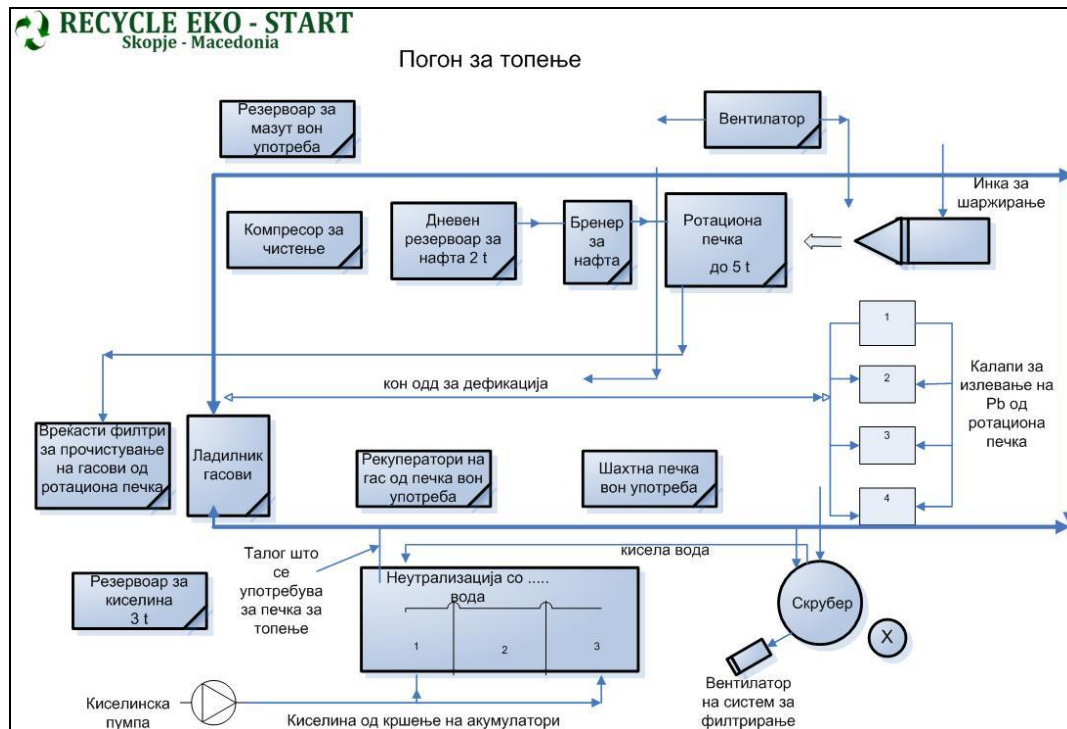 RECYCLE EKO - START
Skopje - Macedonia
Погон за топење
Резервоар за
мазут вон
употреба
Вентилатор
Инка за
шаржирање
Компресор за
чистење
Дневен
резервоар за
нафта 2 t
Бренер
за
нафта
Ротациона
печка
до 5 t
1
2
3
4
Калапи за
излевање на
Pb од
ротациона
печка
кон одд за дефикација
Врeќасти филтри
за прочистување
на гасови од
ротациона печка
Ладилник
гасови
Рекуператори на
гас од печка вон
употреба
Шахтна печка
вон употреба
Талог што
се
употребува
за печка за
топење
кисела вода
Резервоар за
киселина
3 t
Неутрализација со .....
вода
1
2
3
Скрубер
X
Вентилатор
на систем за
филтрирање
Киселинска
пумпа
Киселина од кршење на акумулатори